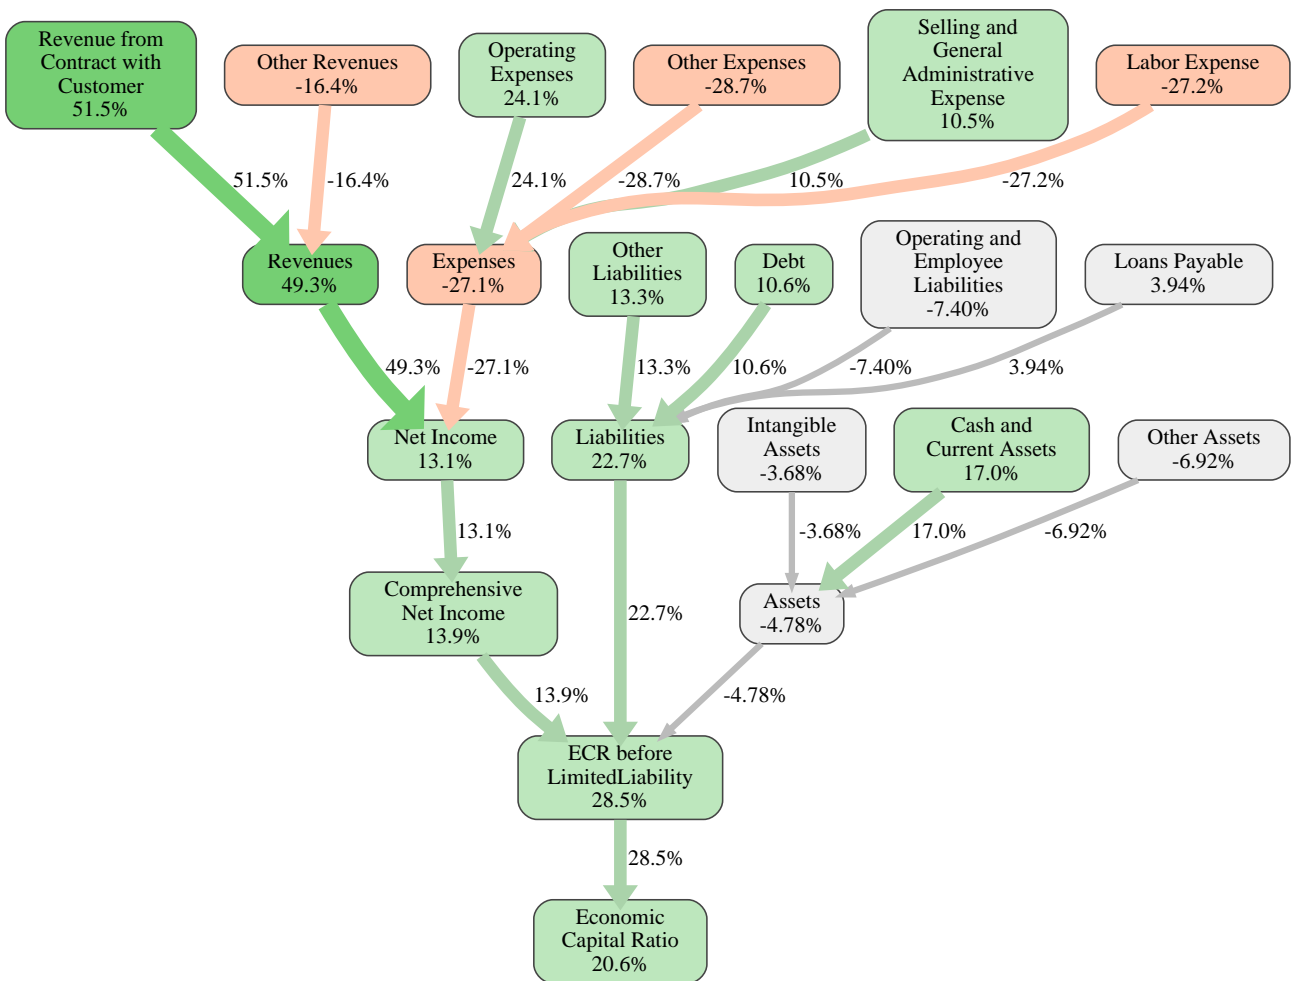 Revenue from
Contract with
Customer
51.5%
Other Revenues
-16.4%
Operating
Expenses
24.1%
Other Expenses
-28.7%
Selling and
General
Administrative
Expense
10.5%
Labor Expense
-27.2%
51.5%
-16.4%
24.1%
-28.7%
10.5%
-27.2%
Revenues
49.3%
Expenses
-27.1%
Other
Liabilities
13.3%
Debt
10.6%
Operating and
Employee
Liabilities
-7.40%
Loans Payable
3.94%
49.3%
-27.1%
13.3%
10.6%
-7.40%
3.94%
Net Income
13.1%
Liabilities
22.7%
Intangible
Assets
-3.68%
Cash and
Current Assets
17.0%
Other Assets
-6.92%
13.1%
-3.68%
17.0%
-6.92%
Comprehensive
Net Income
13.9%
22.7%
Assets
-4.78%
13.9%
-4.78%
ECR before
LimitedLiability
28.5%
28.5%
Economic
Capital Ratio
20.6%